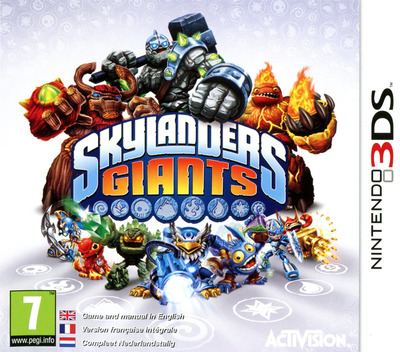 SKYLANDERS
GIANTS
NINTENDO 3DS
7
www.pegi.info
Game and manual in English
Version française intégrale
Compleet Nederlandstalig
ACTIVISION